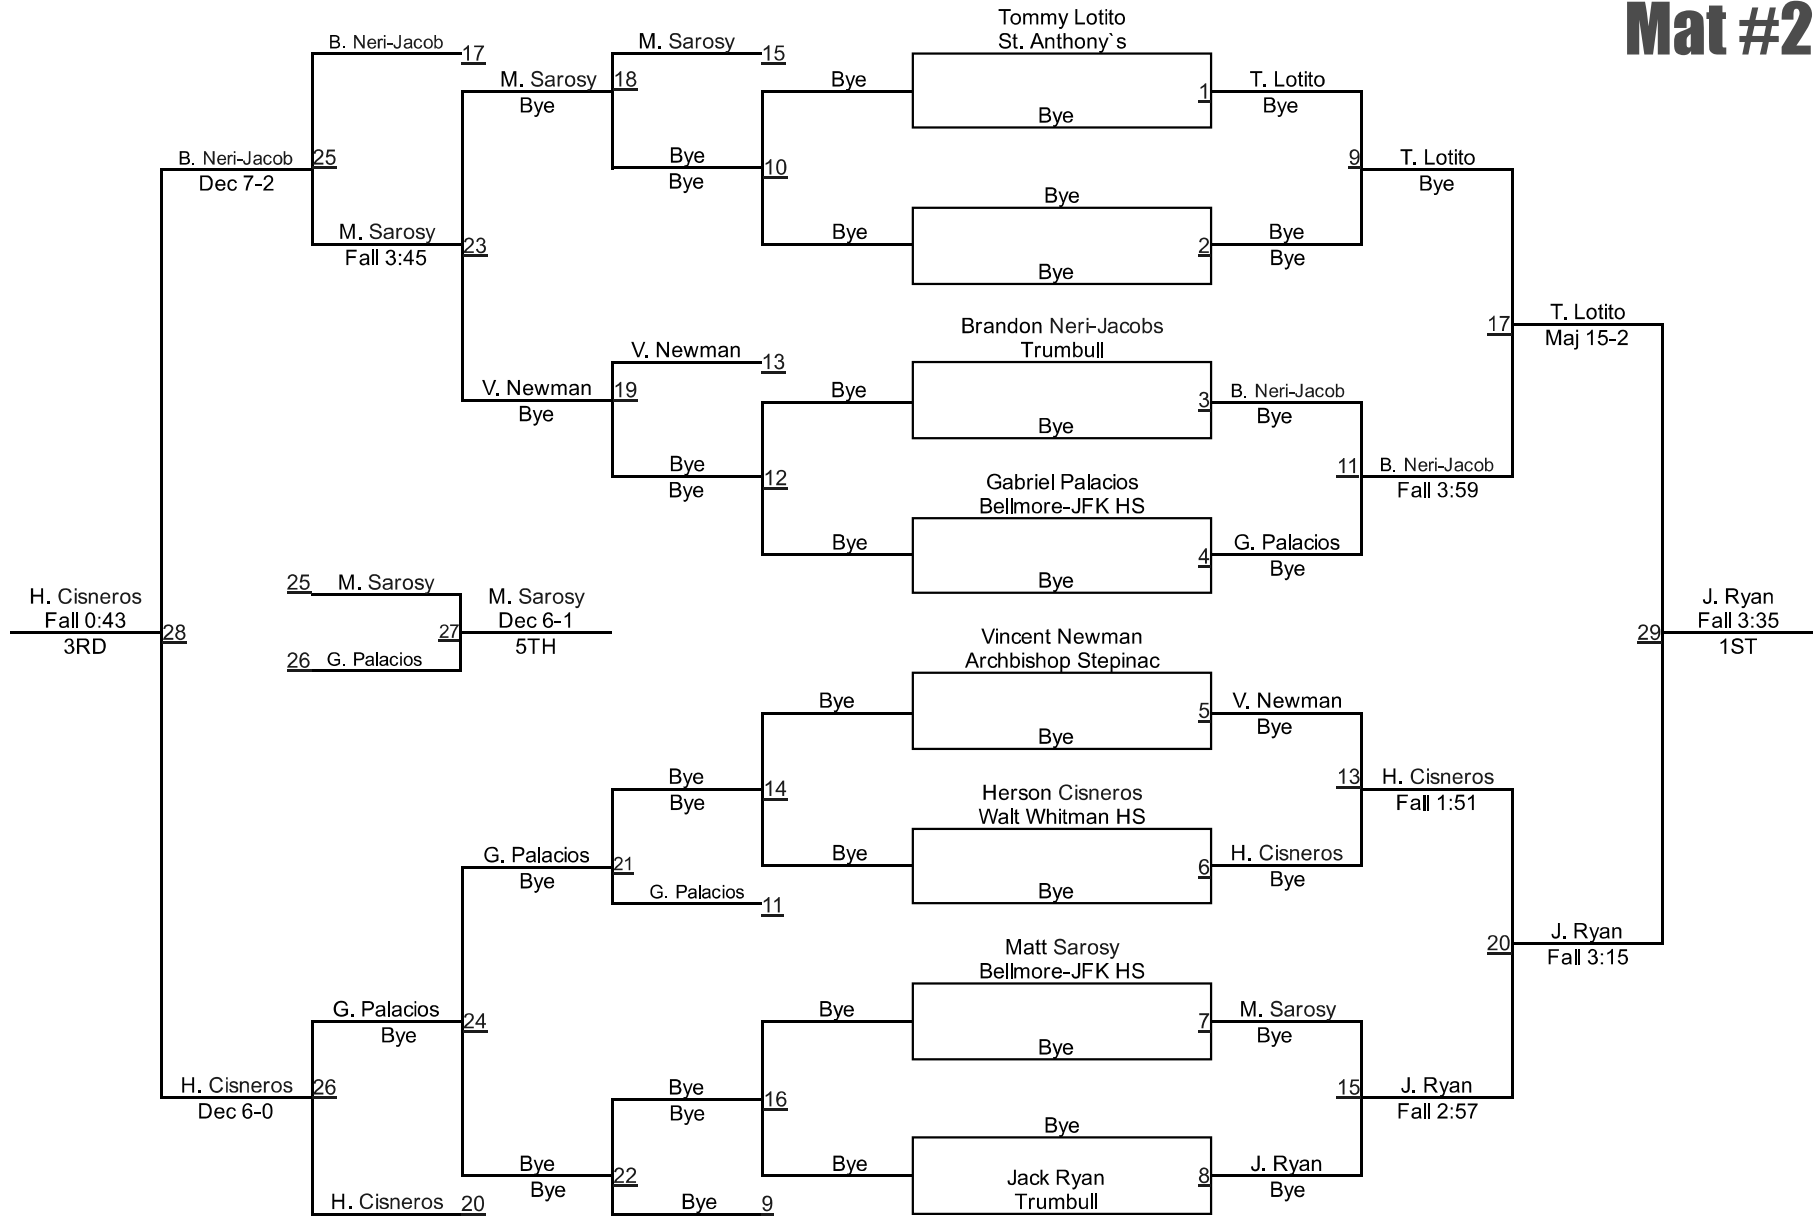 Mat #2
Tommy Lotito
St. Anthony`s
Bye
1
Bye
Bye
2
Brandon Neri-Jacobs
Trumbull
Bye
3
Gabriel Palacios
Bellmore-JFK HS
Bye
4
Vincent Newman
Archbishop Stepinac
Bye
5
Herson Cisneros
Walt Whitman HS
Bye
6
Matt Sarosy
Bellmore-JFK HS
Bye
7
Bye
Jack Ryan
Trumbull
8
T. Lotito
Bye
9
Bye
Bye
B. Neri-Jacob
Bye
11
G. Palacios
Bye
V. Newman
Bye
13
H. Cisneros
Bye
M. Sarosy
Bye
15
J. Ryan
Bye
T. Lotito
Bye
17
B. Neri-Jacob
Fall 3:59
H. Cisneros
Fall 1:51
20
J. Ryan
Fall 2:57
T. Lotito
Maj 15-2
29
J. Ryan
Fall 3:15
J. Ryan
Fall 3:35
1ST
Bye
10
Bye
Bye
12
Bye
Bye
14
Bye
Bye
16
Bye
M. Sarosy
15
18
Bye
Bye
V. Newman
13
19
Bye
Bye
Bye
Bye
21
G. Palacios
11
Bye
Bye
22
Bye
9
M. Sarosy
Bye
23
V. Newman
Bye
G. Palacios
Bye
24
Bye
Bye
B. Neri-Jacob
17
25
M. Sarosy
Fall 3:45
G. Palacios
Bye
26
H. Cisneros
20
B. Neri-Jacob
Dec 7-2
28
H. Cisneros
Dec 6-0
H. Cisneros
Fall 0:43
3RD
25
M. Sarosy
27
26
G. Palacios
M. Sarosy
Dec 6-1
5TH